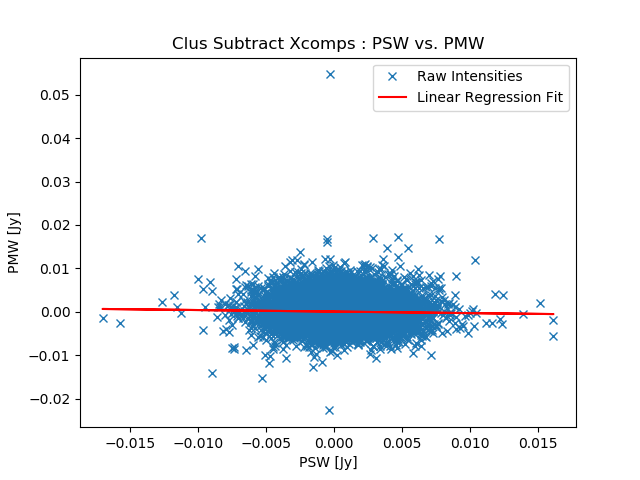 Clus Subtract Xcomps : PSW vs. PMW
Raw Intensities
Linear Regression Fit
PMW [Jy]
0.05
0.04
0.03
0.02
0.01
0.00
−0.01
−0.02
−0.015 −0.010 −0.005 0.000 0.005 0.010 0.015
PSW [Jy]